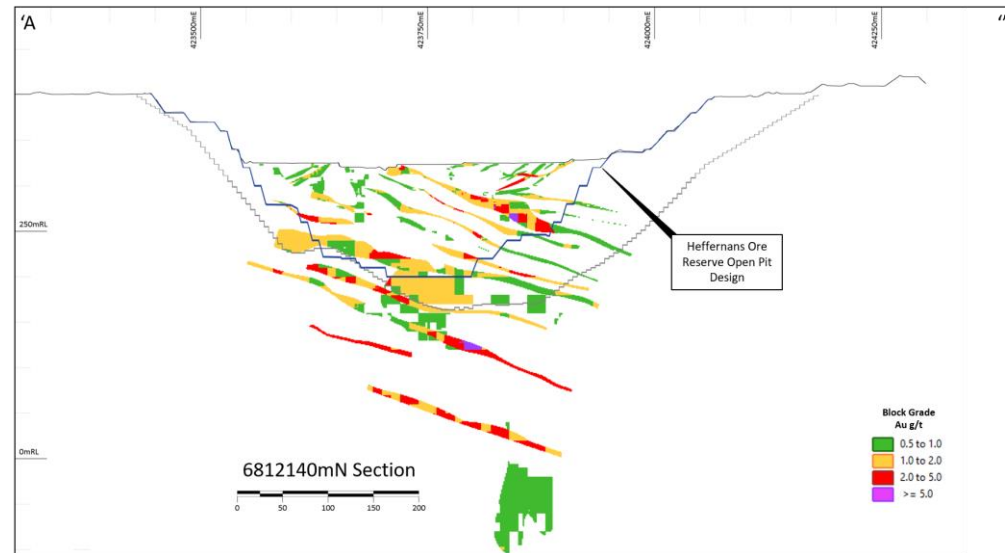 ‘A
423500mE
423750mE
424000mE
424250mE
“
250mRL
Heffernans Ore
Reserve Open Pit
Design
0mRL
6812140mN Section
0
50
100
150
200
Block Grade
Au g/t
0.5 to 1.0
1.0 to 2.0
2.0 to 5.0
>= 5.0